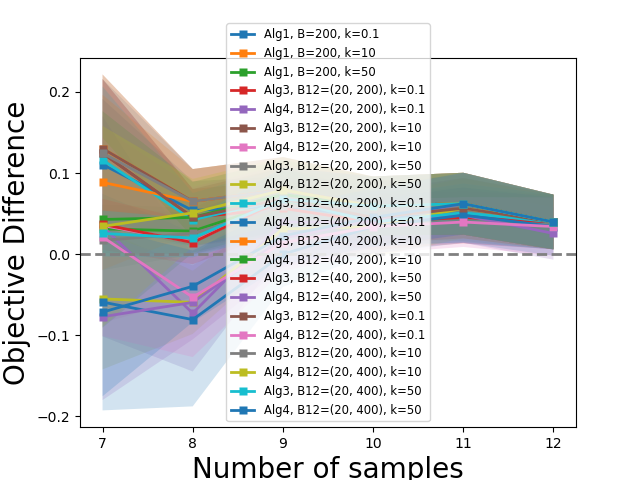 Alg1, B=200, k=0.1
Alg1, B=200, k=10
Alg1, B=200, k=50
Alg3, B12=(20, 200), k=0.1
Alg4, B12=(20, 200), k=0.1
Alg3, B12=(20, 200), k=10
Alg4, B12=(20, 200), k=10
Alg3, B12=(20, 200), k=50
Alg4, B12=(20, 200), k=50
Alg3, B12=(40, 200), k=0.1
Alg4, B12=(40, 200), k=0.1
Alg3, B12=(40, 200), k=10
Alg4, B12=(40, 200), k=10
Alg3, B12=(40, 200), k=50
Alg4, B12=(40, 200), k=50
Alg3, B12=(20, 400), k=0.1
Alg4, B12=(20, 400), k=0.1
Alg3, B12=(20, 400), k=10
Alg4, B12=(20, 400), k=10
Alg3, B12=(20, 400), k=50
Alg4, B12=(20, 400), k=50
Objective Difference
0.2
0.1
0.0
−0.1
−0.2
7 8 9 10 11 12
Number of samples